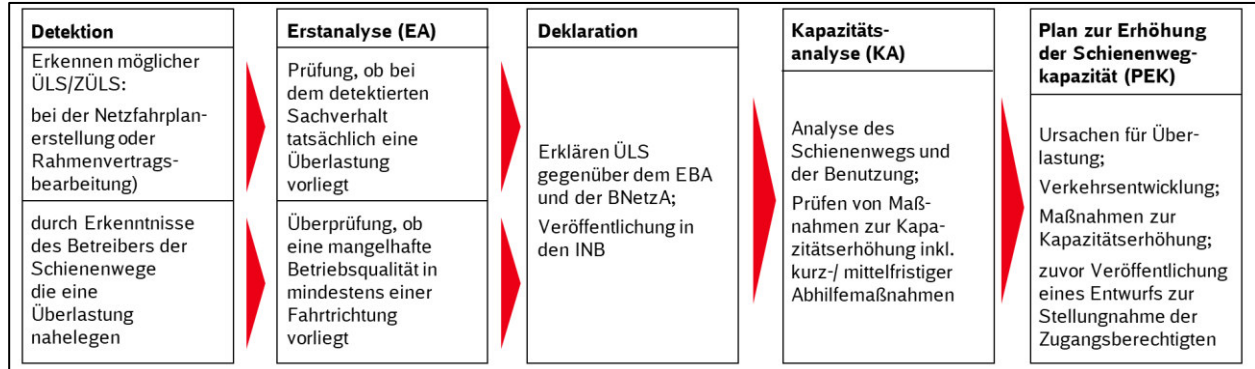 Detektion
Erkennen möglicher
ÜLS/ZÜLS:
bei der Netzfahrplan-
erstellung oder
Rahmenvertrags-
bearbeitung)
durch Erkenntnisse
des Betreibers der
Schienenwege
die eine
Überlastung
nahelegen
Erstanalyse (EA)
Prüfung, ob bei
dem detektierten
Sachverhalt
tatsächlich eine
Überlastung
vorliegt
Überprüfung, ob
eine mangelhafte
Betriebsqualität in
mindestens einer
Fahrtrichtung
vorliegt
Deklaration
Erklären ÜLS
gegenüber dem EBA
und der BNetzA;
Veröffentlichung in
den INB
Kapazitäts-
analyse (KA)
Analyse des
Schienenwegs und
der Benutzung;
Prüfen von Maß-
nahmen zur Kapa-
zitätserhöhung inkl.
kurz-/ mittelfristiger
Abhilfemaßnahmen
Plan zur Erhöhung
der Schienenweg-
kapazität (PEK)
Ursachen für Über-
lastung;
Verkehrsentwicklung;
Maßnahmen zur
Kapazitätserhöhung;
zuvor Veröffentlichung
eines Entwurfs zur
Stellungnahme der
Zugangsberechtigten